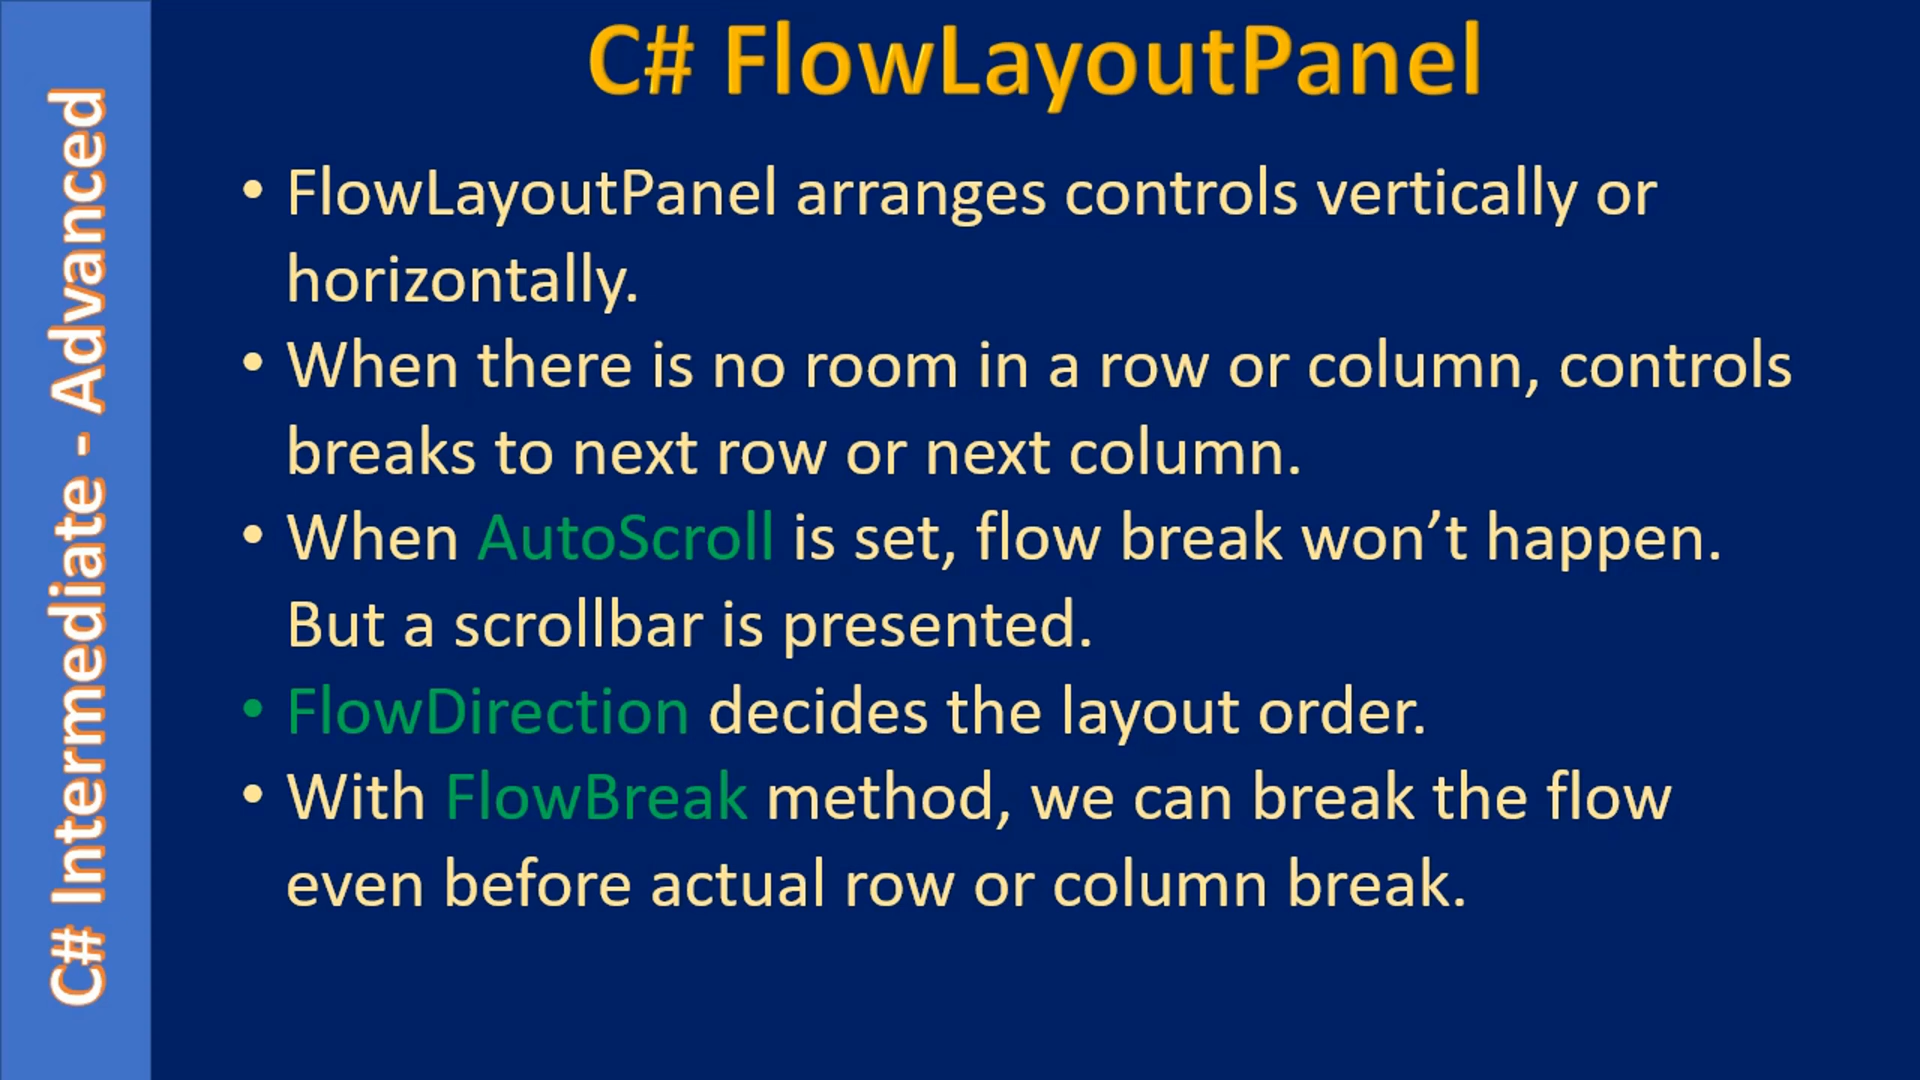 C# FlowLayoutPanel
C# Intermediate - Advanced
• FlowLayoutPanel arranges controls vertically or
horizontally.
• When there is no room in a row or column, controls
breaks to next row or next column.
• When AutoScroll is set, flow break won’t happen.
But a scrollbar is presented.
• FlowDirection decides the layout order.
• With FlowBreak method, we can break the flow
even before actual row or column break.